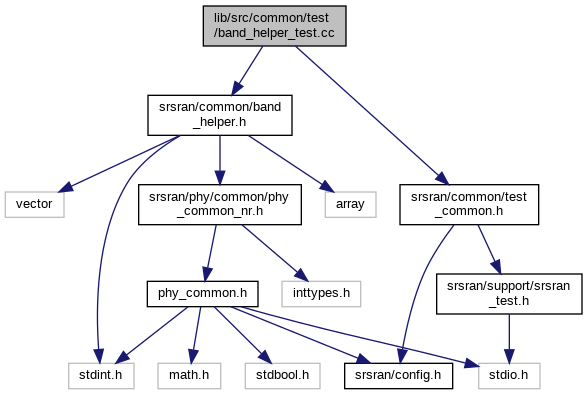 lib/src/common/test
/band_helper_test.cc
srsran/common/band
_helper.h
vector
srsran/phy/common/phy
_common_nr.h
array
srsran/common/test
_common.h
phy_common.h
inttypes.h
srsran/support/srsran
_test.h
stdint.h
math.h
stdbool.h
srsran/config.h
stdio.h